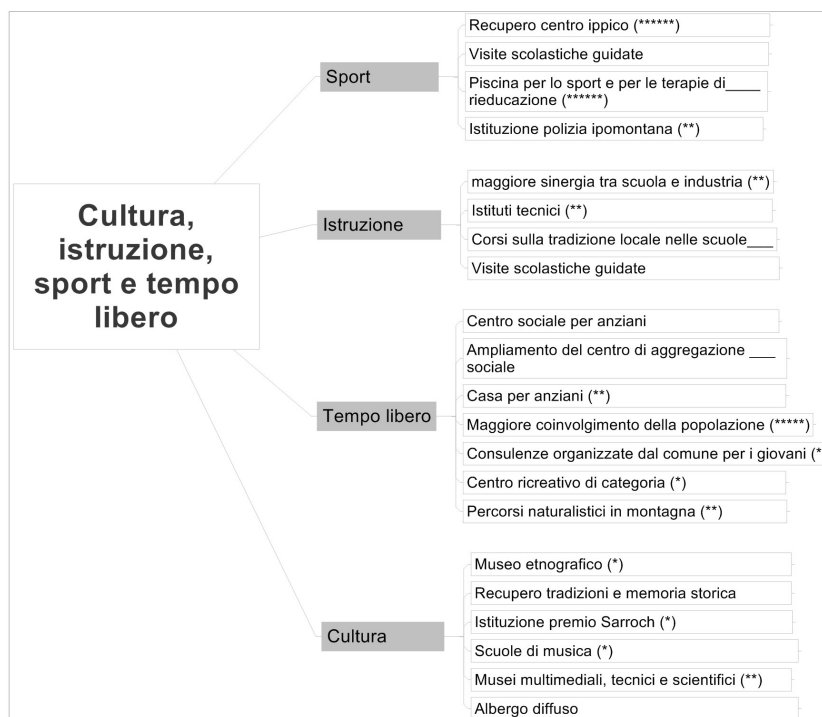 Cultura,
istruzione,
sport e tempo
libero
Sport
Recupero centro ippico (******)
Visite scolastiche guidate
Piscina per lo sport e per le terapie di____
rieducazione (******)
Istituzione polizia ipomontana (**)
Istruzione
maggiore sinergia tra scuola e industria (**)
Istituti tecnici (**)
Corsi sulla tradizione locale nelle scuole___
Visite scolastiche guidate
Tempo libero
Centro sociale per anziani
Ampliamento del centro di aggregazione ___
sociale
Casa per anziani (**)
Maggiore coinvolgimento della popolazione (*****)
Consulenze organizzate dal comune per i giovani (*
Centro ricreativo di categoria (*)
Percorsi naturalistici in montagna (**)
Cultura
Museo etnografico (*)
Recupero tradizioni e memoria storica
Istituzione premio Sarroch (*)
Scuole di musica (*)
Musei multimediali, tecnici e scientifici (**)
Albergo diffuso